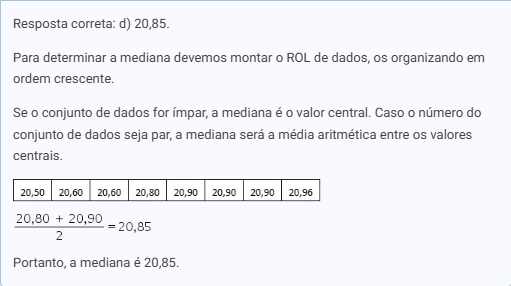 Resposta correta: d) 20,85.
Para determinar a mediana devemos montar o ROL de dados, os organizando em
ordem crescente.
Se o conjunto de dados for ímpar, a mediana é o valor central. Caso o número do
conjunto de dados seja par, a mediana será a média aritmética entre os valores
centrais.
20,50 20,60 20,60 20,80 20,90 20,90 20,90 20,96
20,80 + 20,90
2
= 20,85
Portanto, a mediana é 20,85.